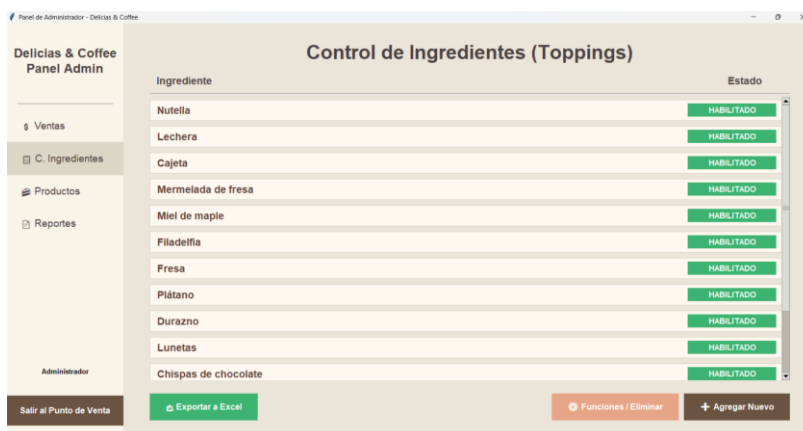 Panel de Administrador - Delicias & Coffee
Delicias & Coffee
Panel Admin
Ventas
C. Ingredientes
Productos
Reportes
Administrador
Salir al Punto de Venta
Control de Ingredientes (Toppings)
Ingrediente Estado
Nutella HABILITADO
Lechera HABILITADO
Cajeta HABILITADO
Mermelada de fresa HABILITADO
Miel de maple HABILITADO
Filadelfia HABILITADO
Fresa HABILITADO
Plátano HABILITADO
Durazno HABILITADO
Lunetas HABILITADO
Chispas de chocolate HABILITADO
Exportar a Excel Funciones / Eliminar + Agregar Nuevo